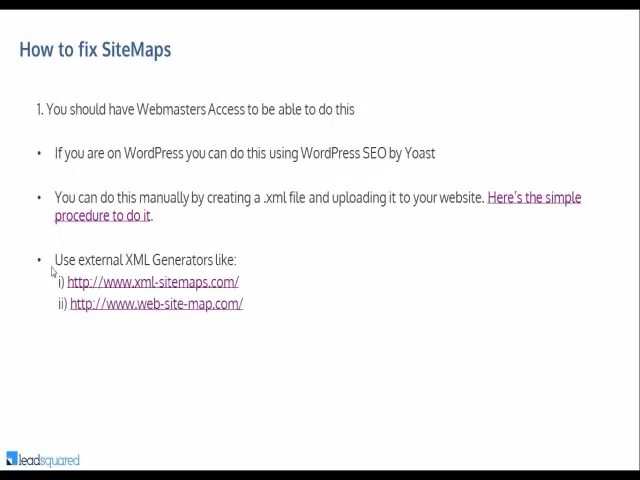 How to fix SiteMaps
1. You should have Webmasters Access to be able to do this
• If you are on WordPress you can do this using WordPress SEO by Yoast
• You can do this manually by creating a .xml file and uploading it to your website. Here's the simple
procedure to do it.
• Use external XML Generators like:
i) http://www.xml-sitemaps.com/
ii) http://www.web-site-map.com/
leadsquared